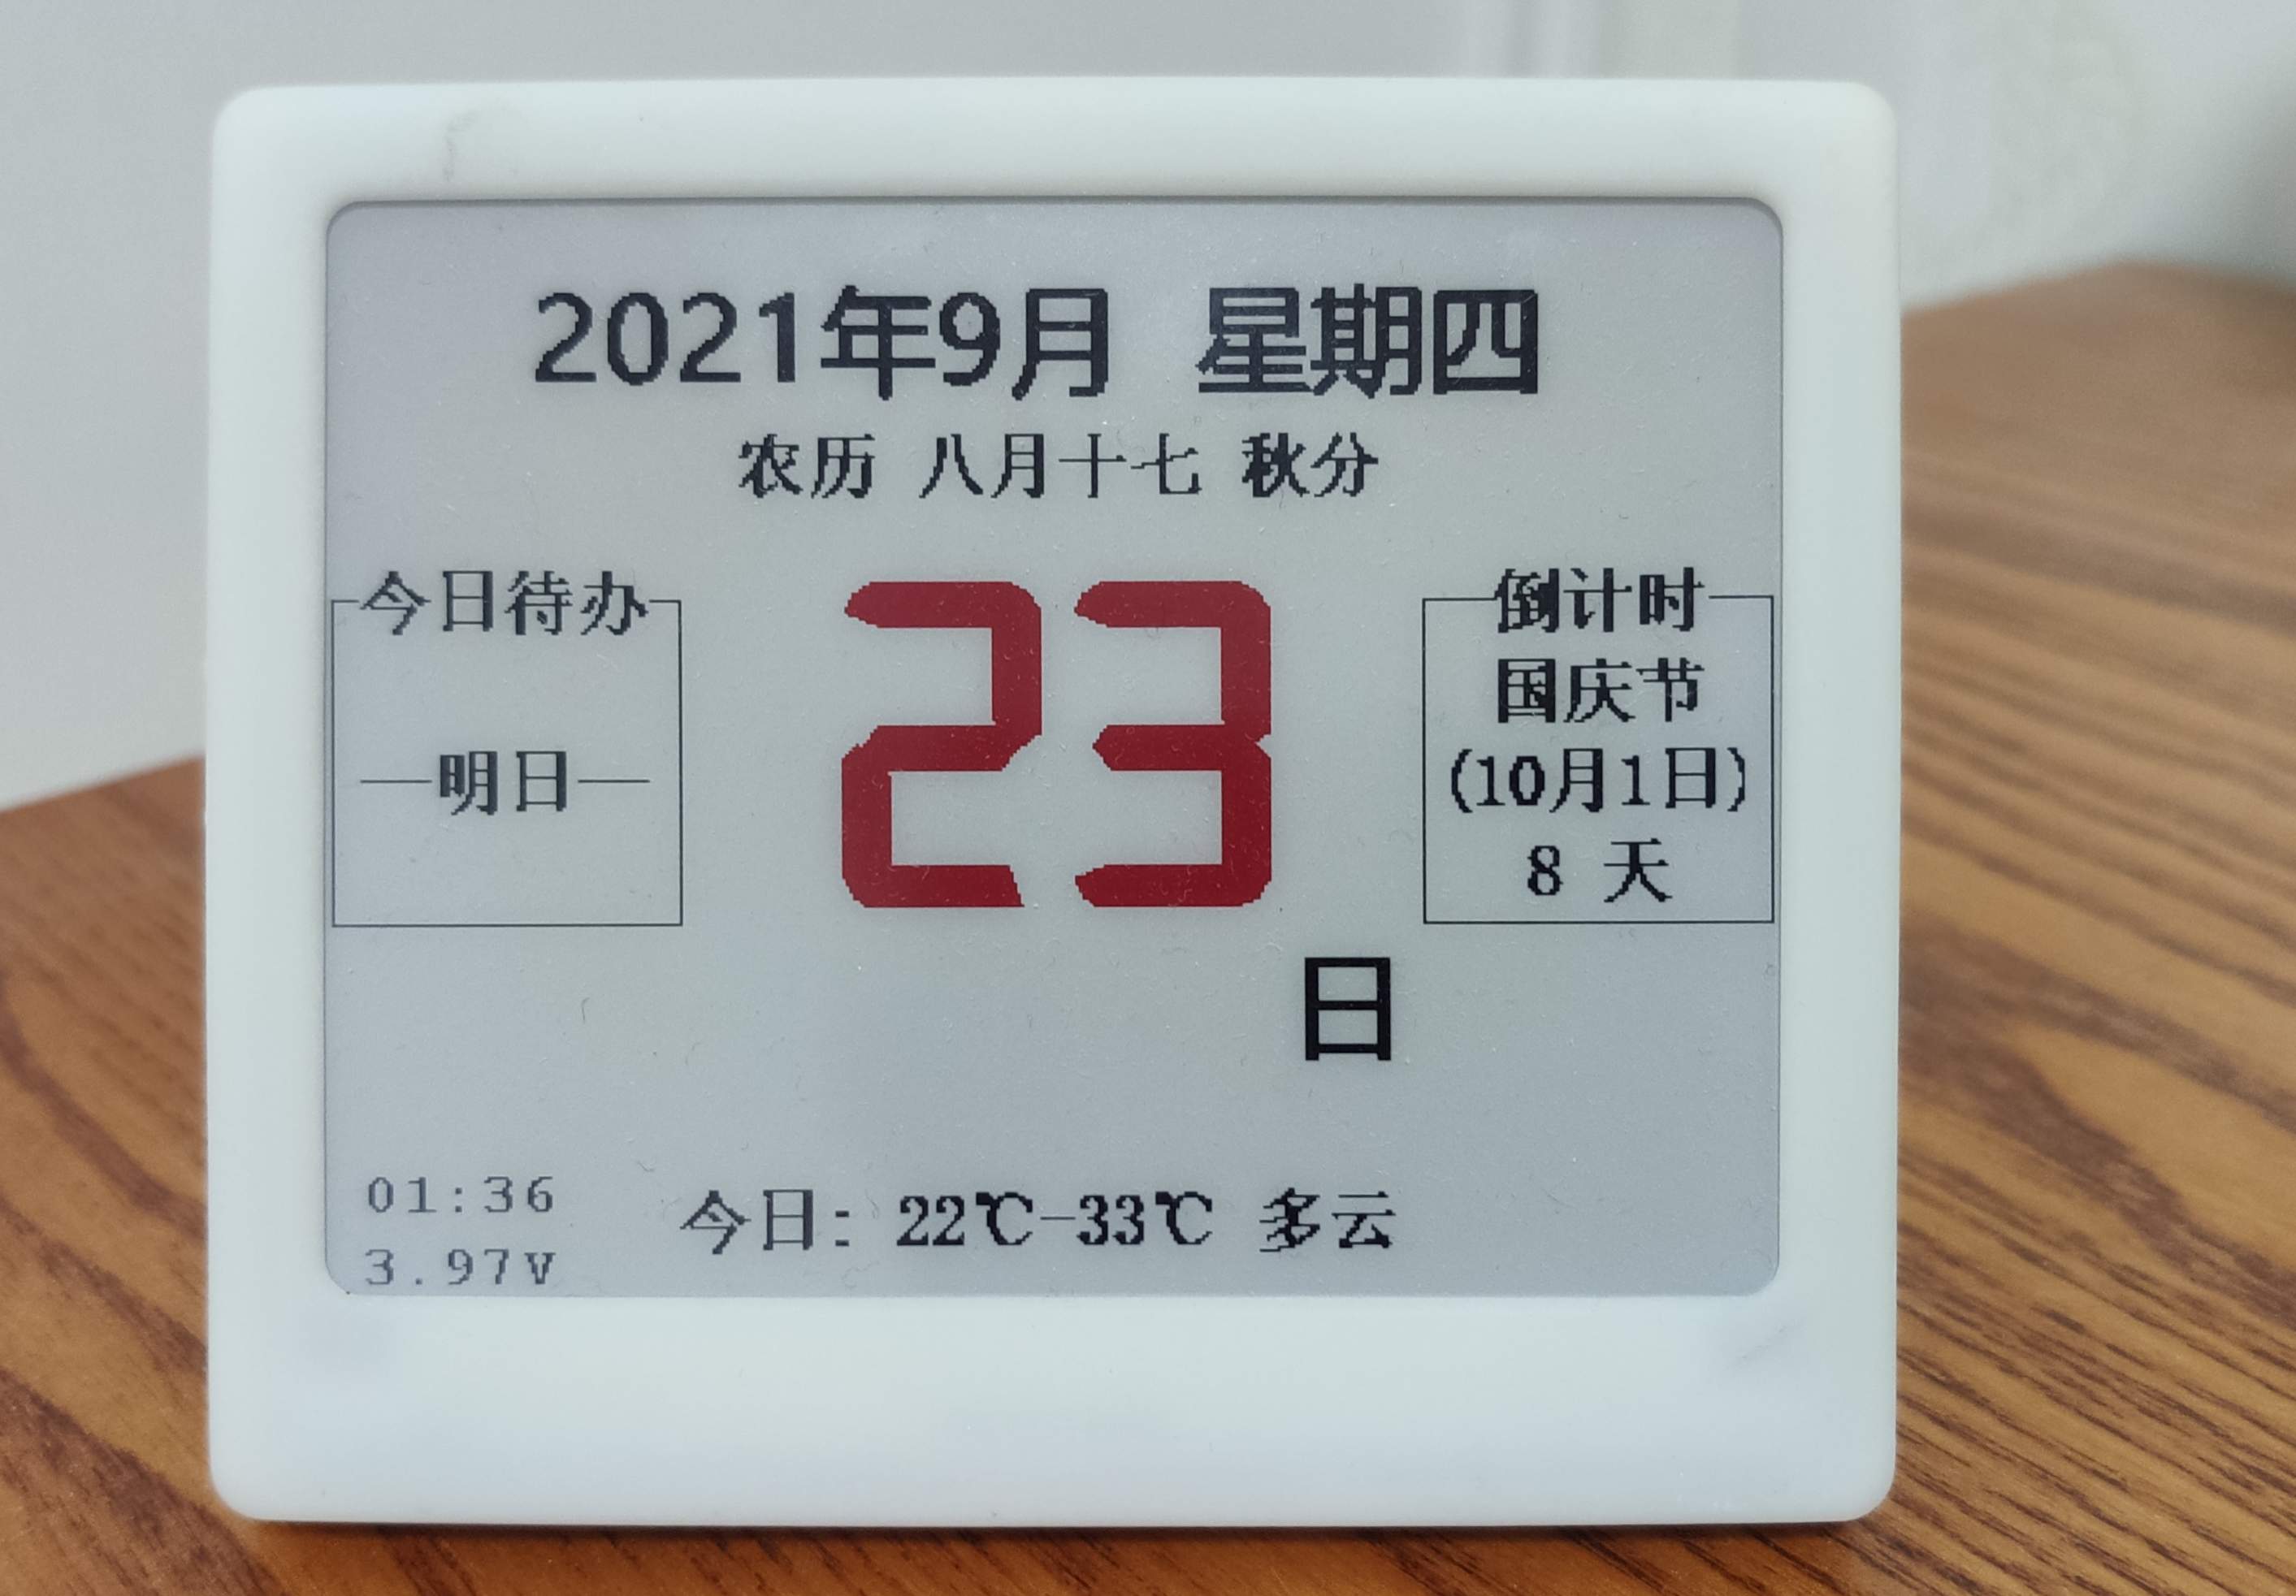 2021年9月 星期四
农历 八月十七 秋分
今日待办
明日
23
日
倒计时
国庆节
(10月1日)
8 天
01:36
3.97V
今日: 22℃-33℃ 多云